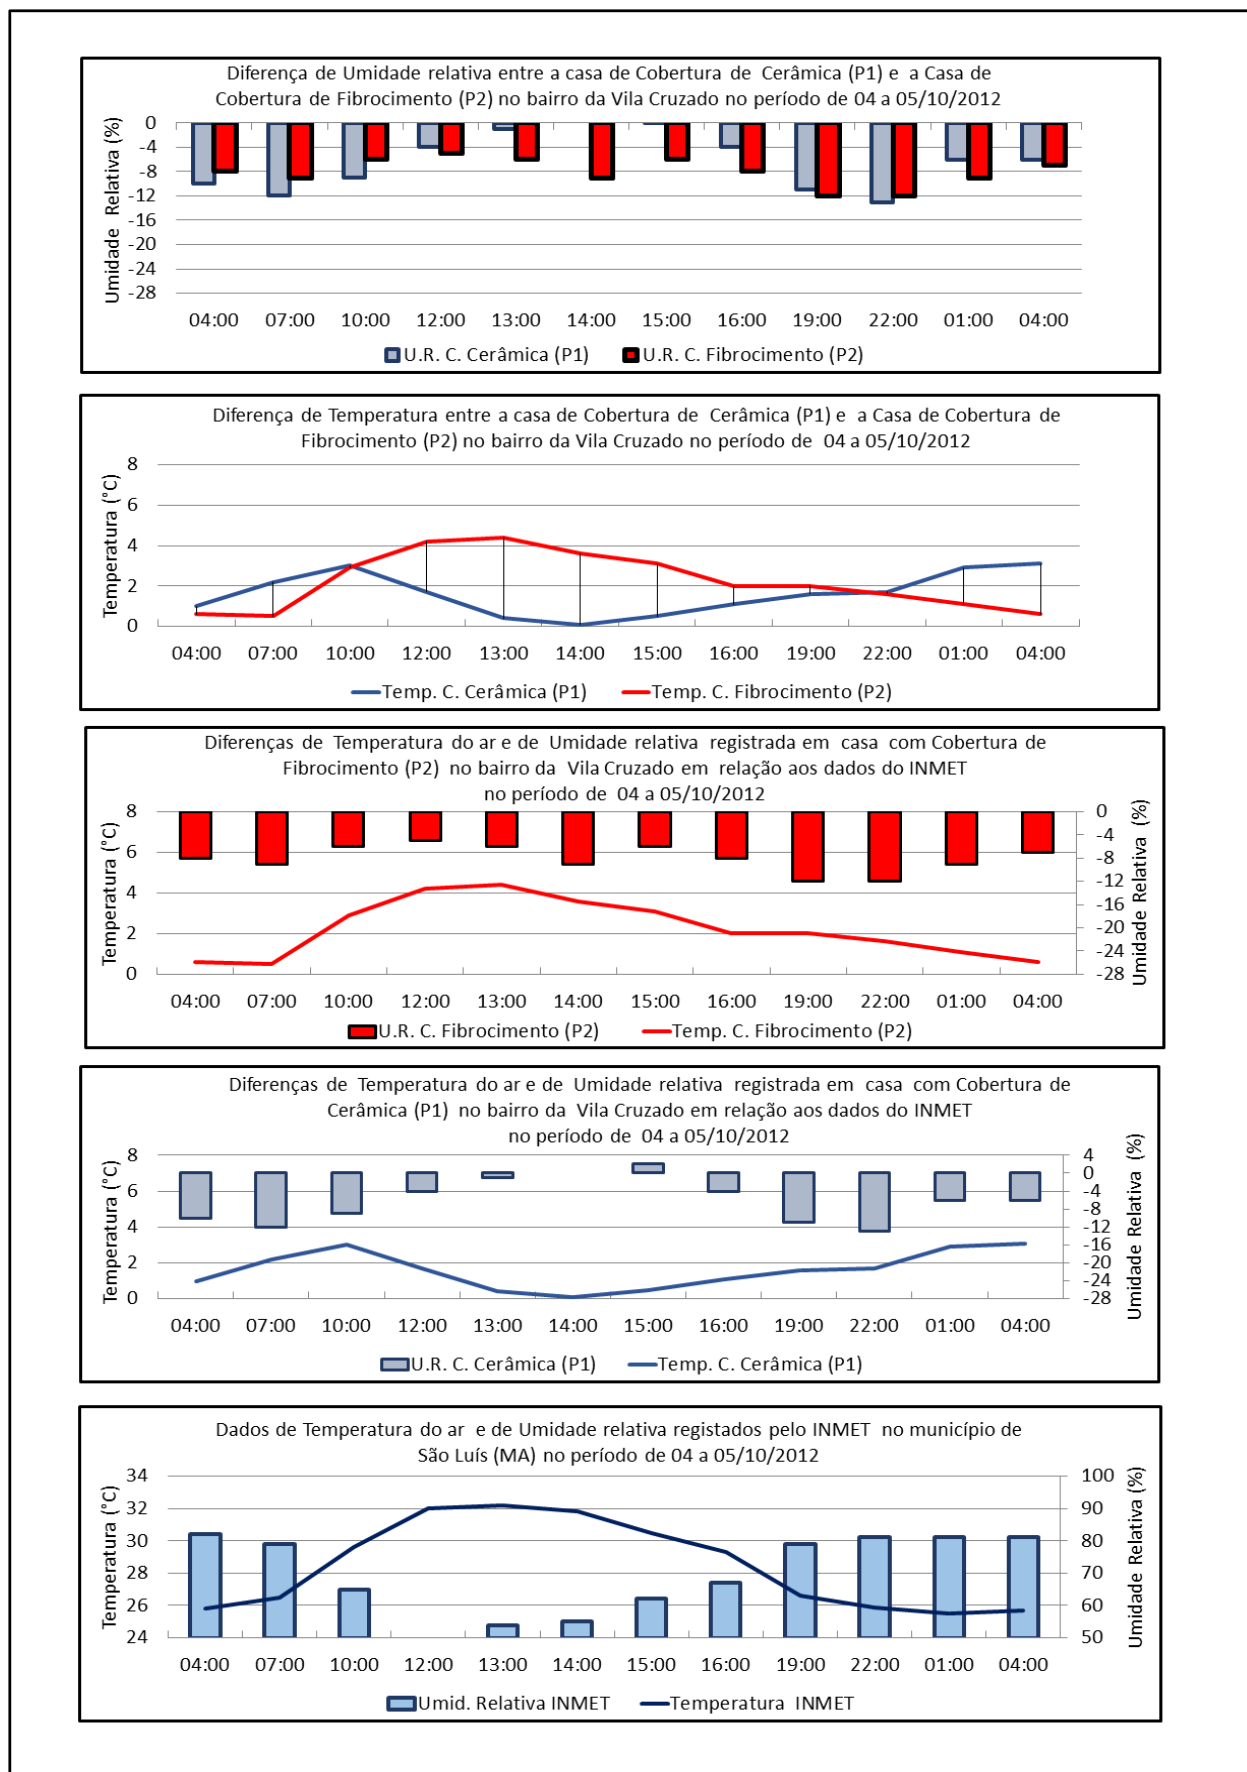 Diferença de Umidade relativa entre a casa de Cobertura de Cerâmica (P1) e a Casa de
Cobertura de Fibrocimento (P2) no bairro da Vila Cruzado no período de 04 a 05/10/2012
Umidade Relativa (%)
0
-4
-8
-12
-16
-20
-24
-28
04:00 07:00 10:00 12:00 13:00 14:00 15:00 16:00 19:00 22:00 01:00 04:00
U.R. C. Cerâmica (P1) U.R. C. Fibrocimento (P2)
Diferença de Temperatura entre a casa de Cobertura de Cerâmica (P1) e a Casa de Cobertura de
Fibrocimento (P2) no bairro da Vila Cruzado no período de 04 a 05/10/2012
Temperatura (°C)
8
6
4
2
0
04:00 07:00 10:00 12:00 13:00 14:00 15:00 16:00 19:00 22:00 01:00 04:00
Temp. C. Cerâmica (P1) Temp. C. Fibrocimento (P2)
Diferenças de Temperatura do ar e de Umidade relativa registrada em casa com Cobertura de
Fibrocimento (P2) no bairro da Vila Cruzado em relação aos dados do INMET
no período de 04 a 05/10/2012
Temperatura (°C)
8
6
4
2
0
0
-4
-8
-12
-16
-20
-24
-28
Umidade Relativa (%)
04:00 07:00 10:00 12:00 13:00 14:00 15:00 16:00 19:00 22:00 01:00 04:00
U.R. C. Fibrocimento (P2) Temp. C. Fibrocimento (P2)
Diferenças de Temperatura do ar e de Umidade relativa registrada em casa com Cobertura de
Cerâmica (P1) no bairro da Vila Cruzado em relação aos dados do INMET
no período de 04 a 05/10/2012
Temperatura (°C)
8
6
4
2
0
4
0
-4
-8
-12
-16
-20
-24
-28
Umidade Relativa (%)
04:00 07:00 10:00 12:00 13:00 14:00 15:00 16:00 19:00 22:00 01:00 04:00
U.R. C. Cerâmica (P1) Temp. C. Cerâmica (P1)
Dados de Temperatura do ar e de Umidade relativa registados pelo INMET no município de
São Luís (MA) no período de 04 a 05/10/2012
Temperatura (°C)
34
32
30
28
26
24
100
90
80
70
60
50
Umidade Relativa (%)
04:00 07:00 10:00 12:00 13:00 14:00 15:00 16:00 19:00 22:00 01:00 04:00
Umid. Relativa INMET Temperatura INMET